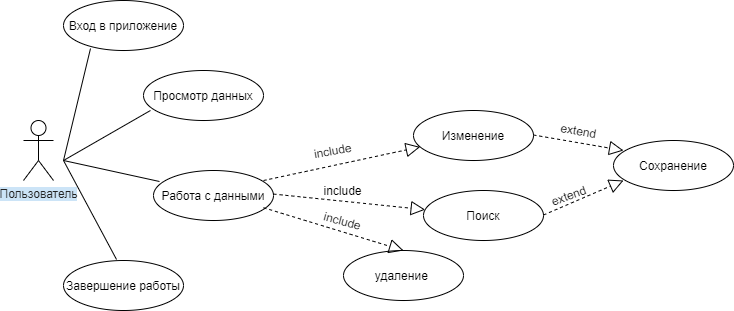 Вход в приложение
Просмотр данных
Пользователь
Работа с данными
Завершение работы
include
include
include
Изменение
Поиск
удаление
extend
extend
Сохранение